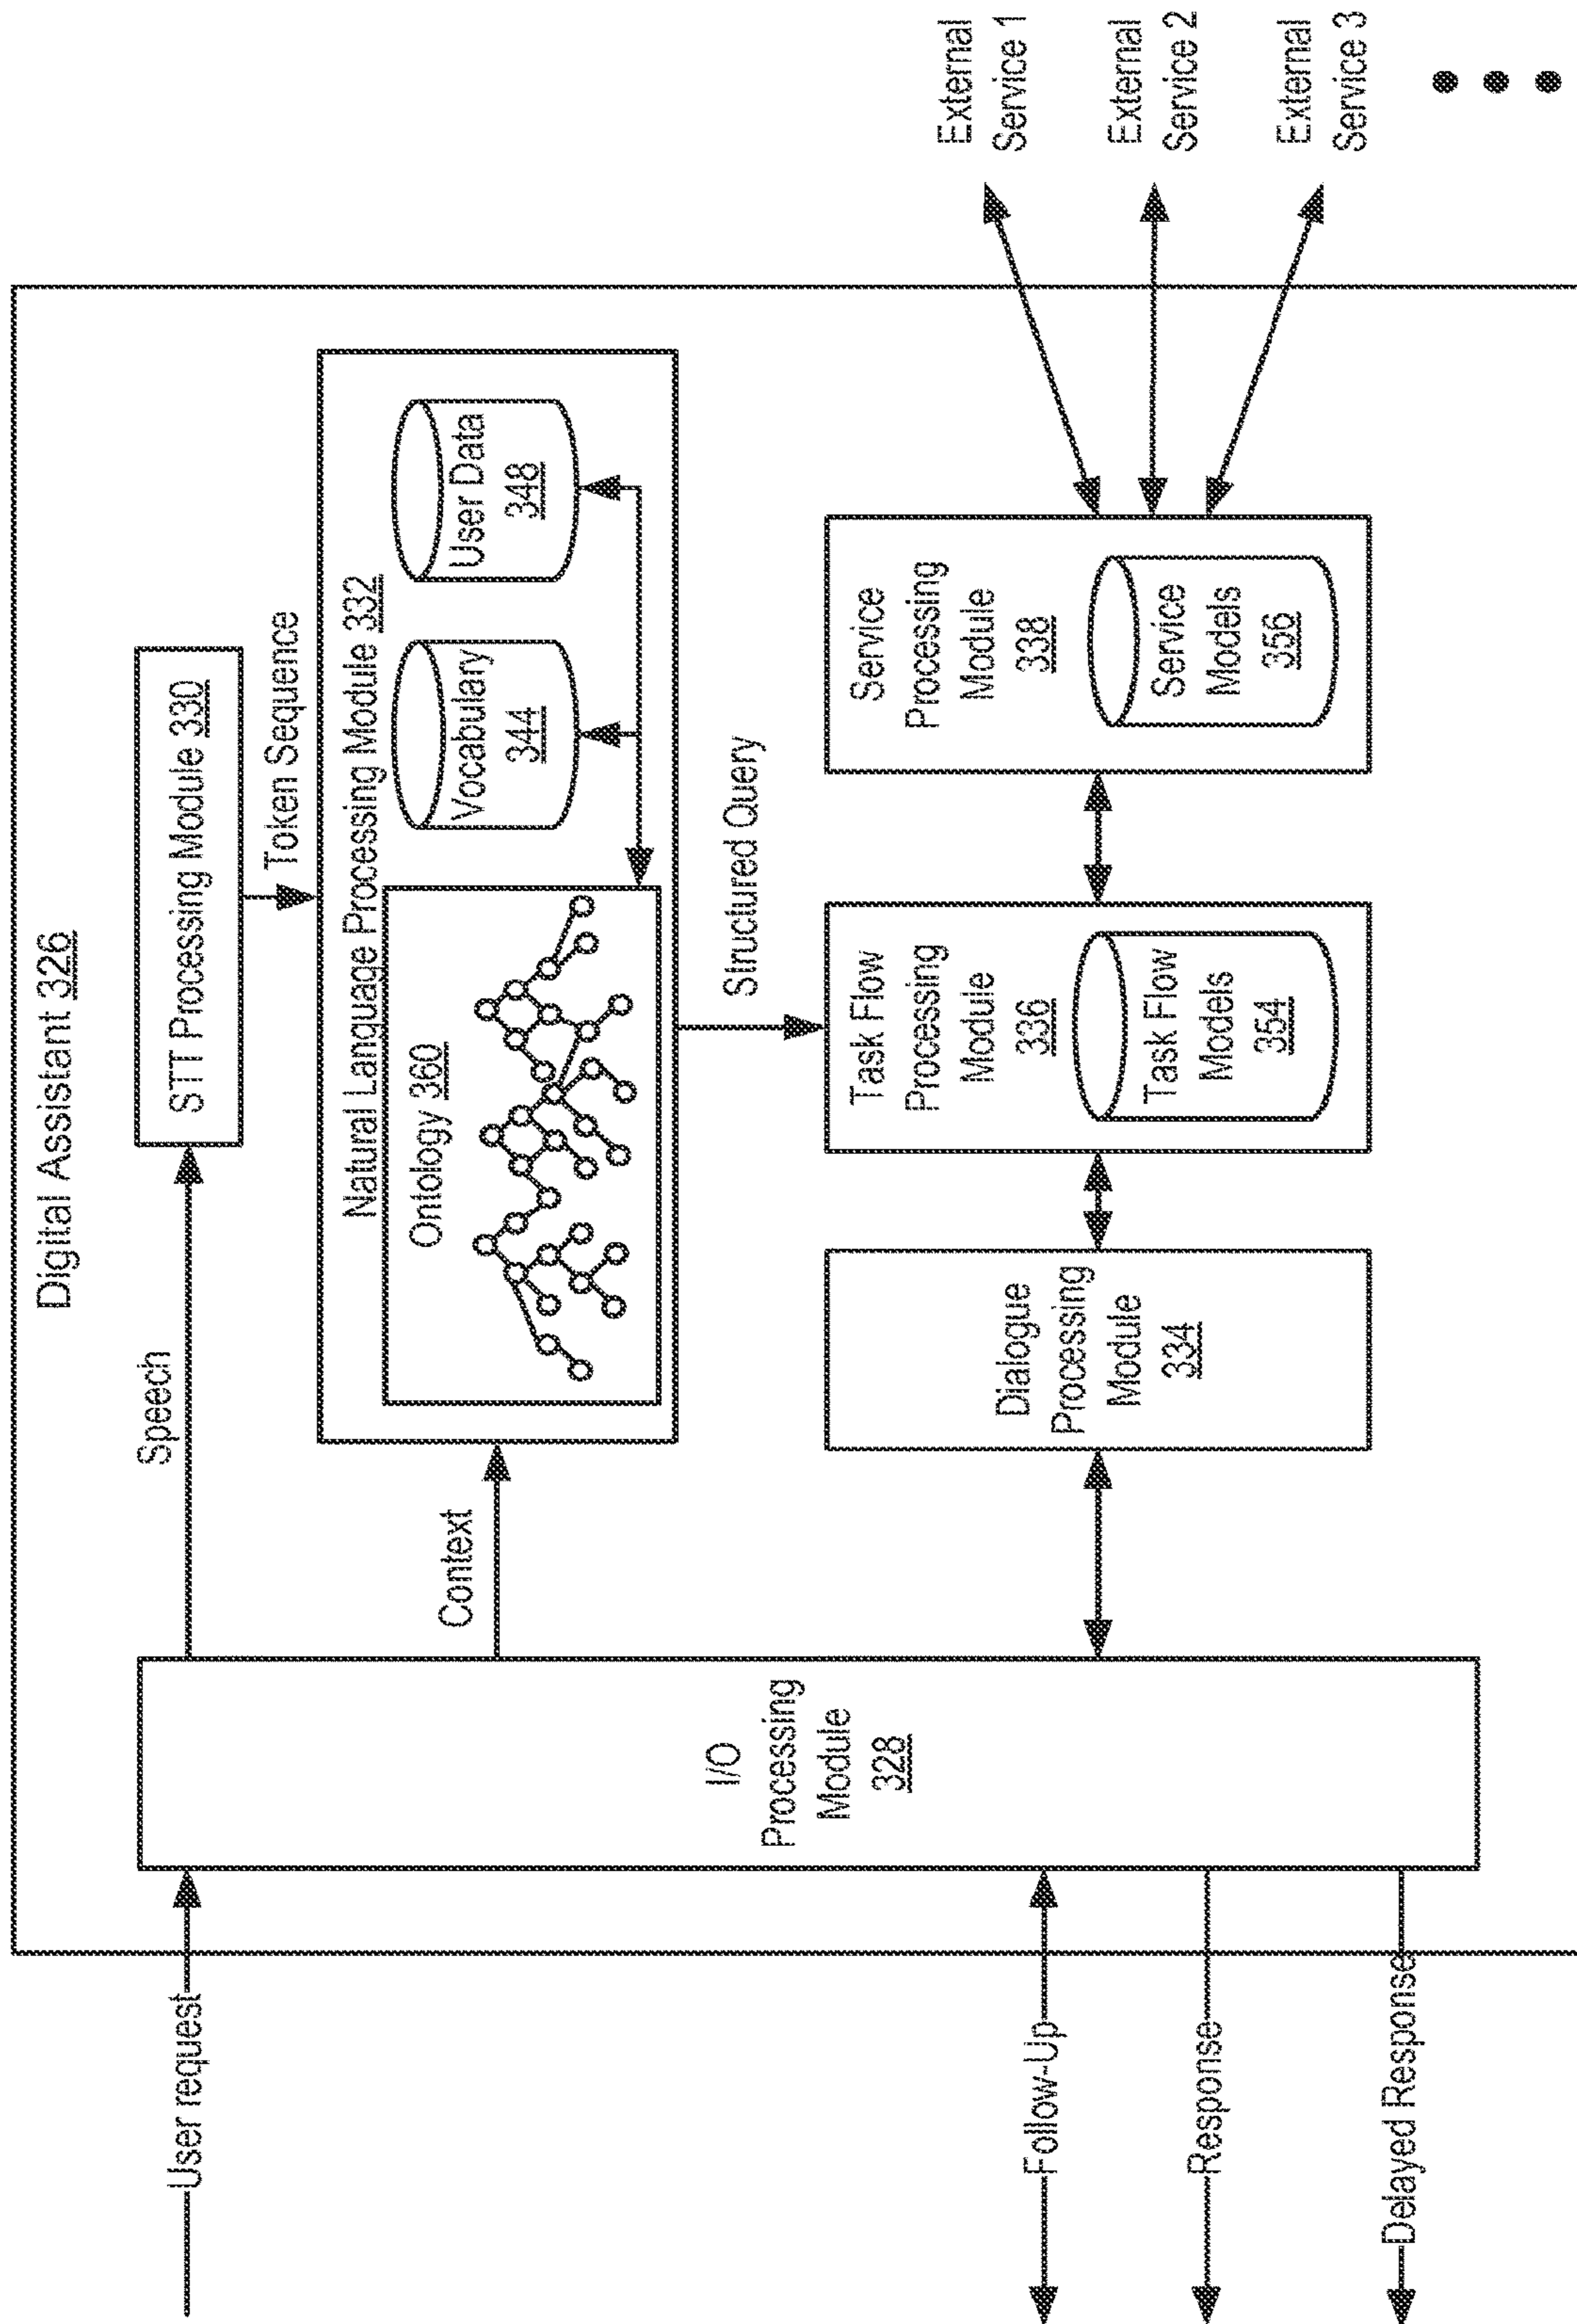 Digital Assistant 326
User request
Speech
STT Processing Module 330
Token Sequence
Context
Natural Language Processing Module 332
Ontology 360
Vocabulary
344
User Data
348
Structured Query
I/O
Processing
Module
328
Dialogue
Processing
Module
334
Task Flow
Processing
Module
336
Task Flow
Models
354
Service
Processing
Module
338
Service
Models
356
External
Service 1
External
Service 2
External
Service 3
Follow-Up
Response
Delayed Response